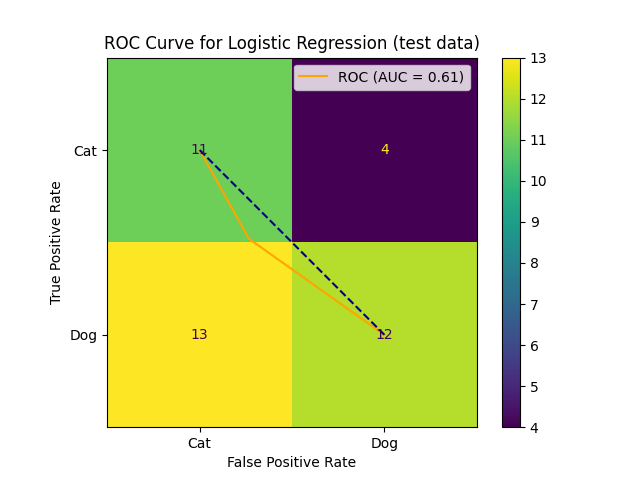 ROC Curve for Logistic Regression (test data)
ROC (AUC = 0.61)
True Positive Rate
Cat
Dog
11
4
13
12
Cat
Dog
False Positive Rate
13
12
11
10
9
8
7
6
5
4